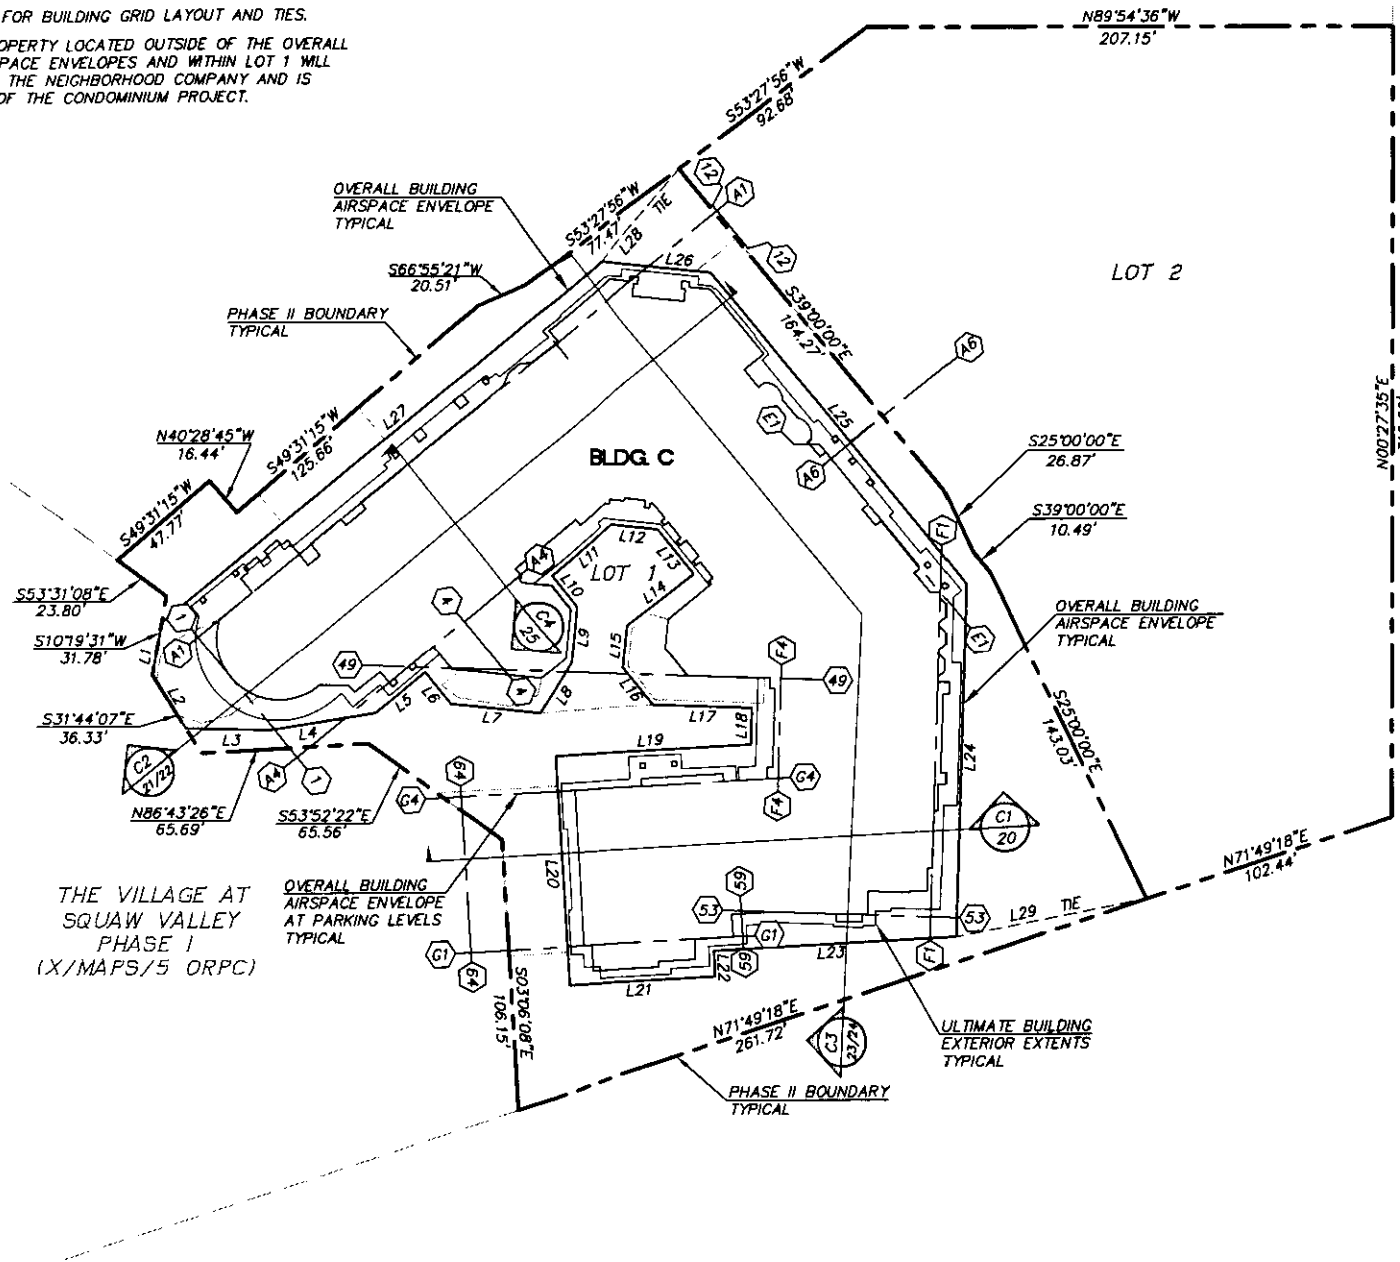 FOR BUILDING GRID LAYOUT AND TIES.
OPERTY LOCATED OUTSIDE OF THE OVERALL
PACE ENVELOPES AND WITHIN LOT 1 WILL
THE NEIGHBORHOOD COMPANY AND IS
OF THE CONDOMINIUM PROJECT.
N89°54'36"W
207.15'
S53°27'56"W
92.68'
12
A1
OVERALL BUILDING
AIRSPACE ENVELOPE
TYPICAL
S53°27'56"W
77.47'
L28
TIE
L26
12
S66°55'21"W
20.51'
LOT 2
PHASE II BOUNDARY
TYPICAL
S39°00'00"E
164.27'
A6
L27
L25
E1
A6
N00°27'35"E
N40°28'45"W
16.44'
S49°31'15"W
125.66'
BLDG. C
S25°00'00"E
26.87'
S49°31'15"W
47.77'
S39°00'00"E
10.49'
F1
L12
L11
L13
A4
LOT 1
L10
L14
S53°31'08"E
23.80'
1
4
C4
25
L9
L15
OVERALL BUILDING
AIRSPACE ENVELOPE
TYPICAL
S10°19'31"W
31.78'
L1
A1
E1
49
F4
49
L2
4
L5
L6
L7
L8
L16
L17
L18
S31°44'07"E
36.33'
S25°00'00"E
143.03'
L3
L4
L19
L24
C2
21/22
A4
1
64
G4
G4
F4
N86°43'26"E
65.69'
S53°52'22"E
65.56'
C1
20
N71°49'18"E
102.44'
THE VILLAGE AT
SQUAW VALLEY
PHASE I
(X/MAPS/5 ORPC)
OVERALL BUILDING
AIRSPACE ENVELOPE
AT PARKING LEVELS
TYPICAL
L20
59
53
53
L29
TIE
G1
G1
L23
F1
64
59
L22
L21
S03°06'08"E
106.15'
N71°49'18"E
261.72'
C3
23/24
ULTIMATE BUILDING
EXTERIOR EXTENTS
TYPICAL
PHASE II BOUNDARY
TYPICAL